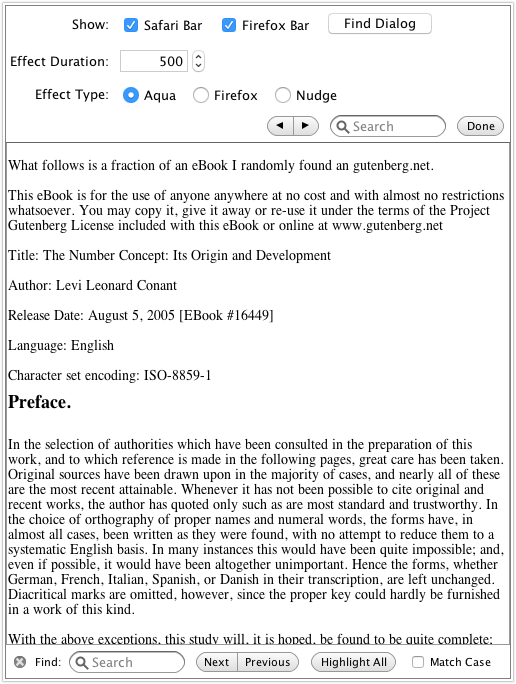 Show: Safari Bar Firefox Bar Find Dialog
Effect Duration: 500
Effect Type: Aqua Firefox Nudge
Search Done
What follows is a fraction of an eBook I randomly found an gutenberg.net.
This eBook is for the use of anyone anywhere at no cost and with almost no restrictions
whatsoever. You may copy it, give it away or re-use it under the terms of the Project
Gutenberg License included with this eBook or online at www.gutenberg.net
Title: The Number Concept: Its Origin and Development
Author: Levi Leonard Conant
Release Date: August 5, 2005 [EBook #16449]
Language: English
Character set encoding: ISO-8859-1
Preface.
In the selection of authorities which have been consulted in the preparation of this
work, and to which reference is made in the following pages, great care has been taken.
Original sources have been drawn upon in the majority of cases, and nearly all of these
are the most recent attainable. Whenever it has not been possible to cite original and
recent works, the author has quoted only such as are most standard and trustworthy. In
the choice of orthography of proper names and numeral words, the forms have, in
almost all cases, been written as they were found, with no attempt to reduce them to a
systematic English basis. In many instances this would have been quite impossible; and,
even if possible, it would have been altogether unimportant. Hence the forms, whether
German, French, Italian, Spanish, or Danish in their transcription, are left unchanged.
Diacritical marks are omitted, however, since the proper key could hardly be furnished
in a work of this kind.
With the above exceptions, this study will, it is hoped, be found to be quite complete;
Find: Search Next Previous Highlight All Match Case